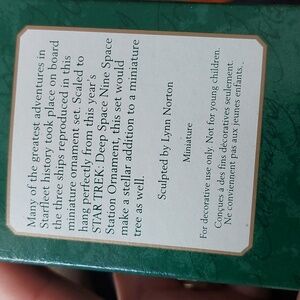 Many of the greatest adventures in
Starfleet history took place on board
the three ships reproduced in this
miniature ornament set. Scaled to
hang perfectly from this year's
STAR TREK: Deep Space Nine Space
Station Ornament, this set would
make a stellar addition to a miniature
tree as well.
Sculpted by Lynn Norton
Miniature
For decorative use only. Not for young children.
Conçues à des fins décoratives seulement.
Ne conviennent pas aux jeunes enfants.